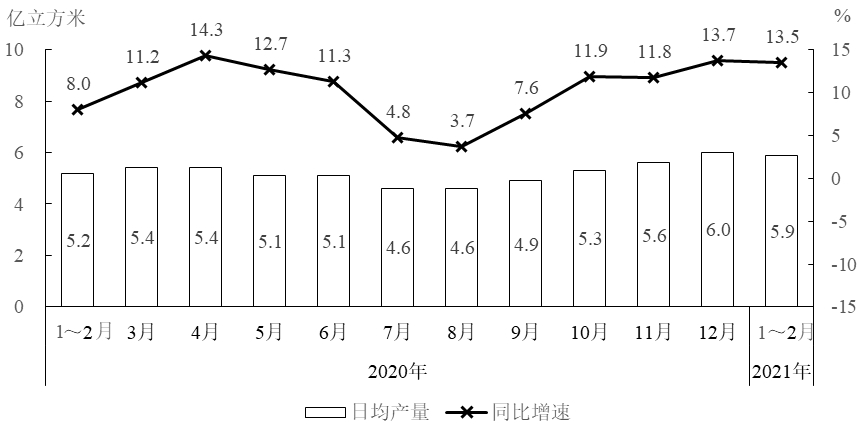 亿立方米 %
8.0 11.2 14.3 12.7 11.3 4.8 3.7 7.6 11.9 11.8 13.7 13.5
10 15
8 10
6 5
0
4 -5
2 -10
0 -15
5.2 5.4 5.4 5.1 5.1 4.6 4.6 4.9 5.3 5.6 6.0 5.9
1～2月 3月 4月 5月 6月 7月 8月 9月 10月 11月 12月 1～2月
2020年 2021年
日均产量 同比增速